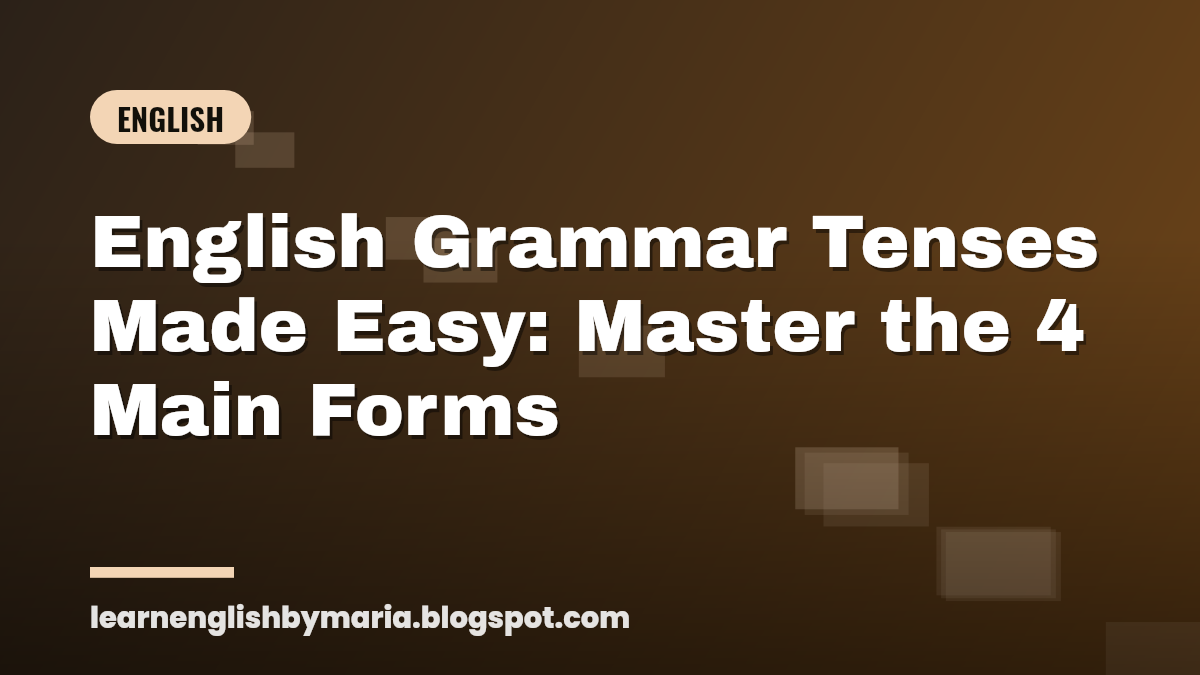 ENGLISH
English Grammar Tenses
Made Easy: Master the 4
Main Forms
learnenglishbymaria.blogspot.com